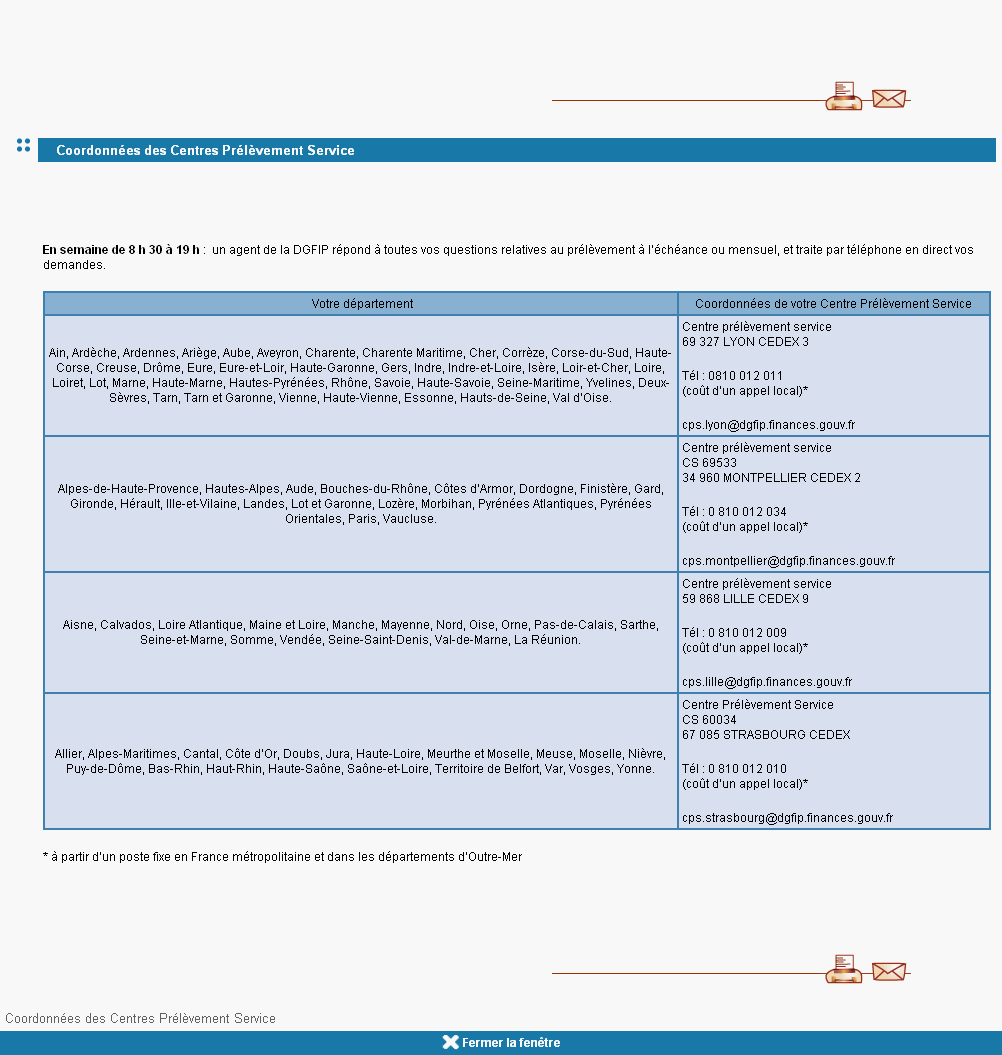 Coordonnées des Centres Prélèvement Service
En semaine de 8 h 30 à 19 h :  un agent de la DGFIP répond à toutes vos questions relatives au prélèvement à l'échéance ou mensuel, et traite par téléphone en direct vos
demandes.
Votre département
Coordonnées de votre Centre Prélèvement Service
Ain, Ardèche, Ardennes, Ariège, Aube, Aveyron, Charente, Charente Maritime, Cher, Corrèze, Corse-du-Sud, Haute-
Corse, Creuse, Drôme, Eure, Eure-et-Loir, Haute-Garonne, Gers, Indre, Indre-et-Loire, Isère, Loir-et-Cher, Loire,
Loiret, Lot, Marne, Haute-Marne, Hautes-Pyrénées, Rhône, Savoie, Haute-Savoie, Seine-Maritime, Yvelines, Deux-
Sèvres, Tarn, Tarn et Garonne, Vienne, Haute-Vienne, Essonne, Hauts-de-Seine, Val d'Oise.
Centre prélèvement service
69 327 LYON CEDEX 3
Tél : 0810 012 011
(coût d'un appel local)*
cps.lyon@dgfip.finances.gouv.fr
Alpes-de-Haute-Provence, Hautes-Alpes, Aude, Bouches-du-Rhône, Côtes d'Armor, Dordogne, Finistère, Gard,
Gironde, Hérault, Ille-et-Vilaine, Landes, Lot et Garonne, Lozère, Morbihan, Pyrénées Atlantiques, Pyrénées
Orientales, Paris, Vaucluse.
Centre prélèvement service
CS 69533
34 960 MONTPELLIER CEDEX 2
Tél : 0 810 012 034
(coût d'un appel local)*
cps.montpellier@dgfip.finances.gouv.fr
Aisne, Calvados, Loire Atlantique, Maine et Loire, Manche, Mayenne, Nord, Oise, Orne, Pas-de-Calais, Sarthe,
Seine-et-Marne, Somme, Vendée, Seine-Saint-Denis, Val-de-Marne, La Réunion.
Centre prélèvement service
59 868 LILLE CEDEX 9
Tél : 0 810 012 009
(coût d'un appel local)*
cps.lille@dgfip.finances.gouv.fr
Allier, Alpes-Maritimes, Cantal, Côte d'Or, Doubs, Jura, Haute-Loire, Meurthe et Moselle, Meuse, Moselle, Nièvre,
Puy-de-Dôme, Bas-Rhin, Haut-Rhin, Haute-Saône, Saône-et-Loire, Territoire de Belfort, Var, Vosges, Yonne.
Centre Prélèvement Service
CS 60034
67 085 STRASBOURG CEDEX
Tél : 0 810 012 010
(coût d'un appel local)*
cps.strasbourg@dgfip.finances.gouv.fr
* à partir d'un poste fixe en France métropolitaine et dans les départements d'Outre-Mer
Coordonnées des Centres Prélèvement Service
Fermer la fenêtre